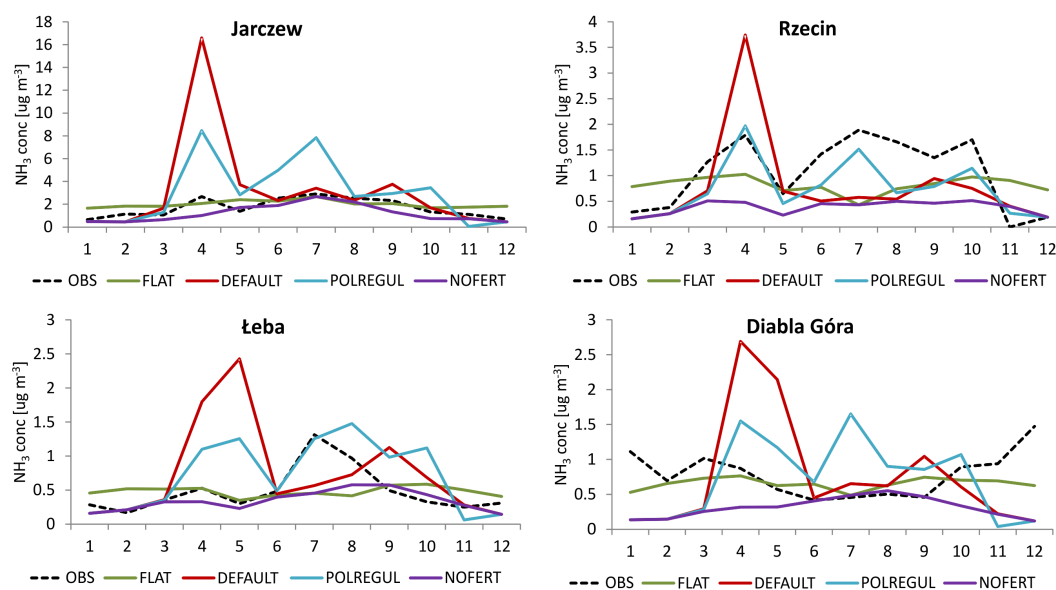 Jarczew
NH3 conc [ug m-3]
18
16
14
12
10
8
6
4
2
0
1 2 3 4 5 6 7 8 9 10 11 12
OBS FLAT DEFAULT POLREGUL NOFERT
Rzecin
NH3 conc [ug m-3]
4
3.5
3
2.5
2
1.5
1
0.5
0
1 2 3 4 5 6 7 8 9 10 11 12
OBS FLAT DEFAULT POLREGUL NOFERT
Łeba
NH3 conc [ug m-3]
3
2.5
2
1.5
1
0.5
0
1 2 3 4 5 6 7 8 9 10 11 12
OBS FLAT DEFAULT POLREGUL NOFERT
Diabla Góra
NH3 conc [ug m-3]
3
2.5
2
1.5
1
0.5
0
1 2 3 4 5 6 7 8 9 10 11 12
OBS FLAT DEFAULT POLREGUL NOFERT